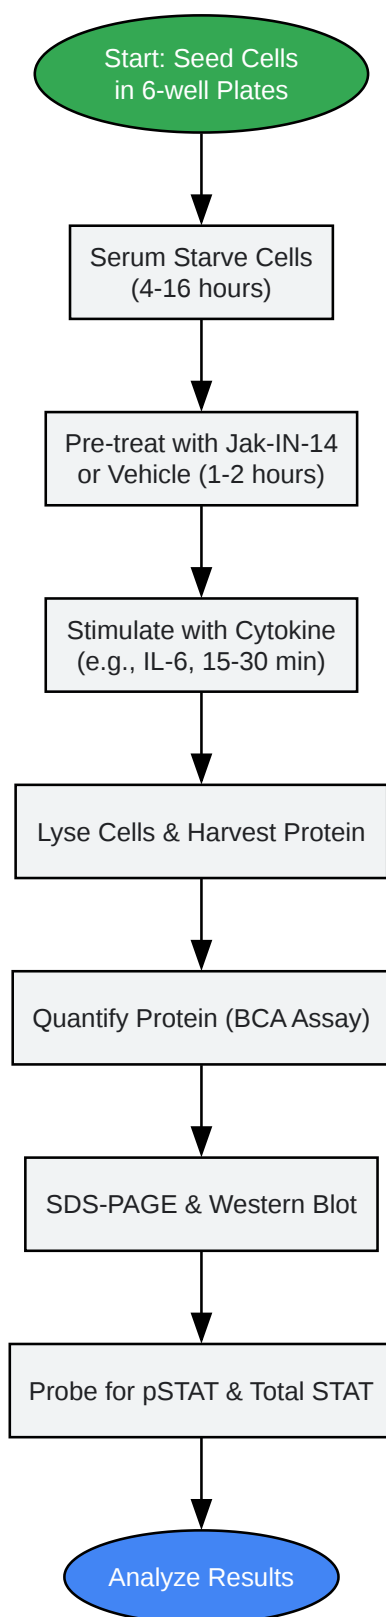 Start: Seed Cells
in 6-well Plates
Serum Starve Cells
(4-16 hours)
Pre-treat with Jak-IN-14
or Vehicle (1-2 hours)
Stimulate with Cytokine
(e.g., IL-6, 15-30 min)
Lyse Cells & Harvest Protein
Quantify Protein (BCA Assay)
SDS-PAGE & Western Blot
Probe for pSTAT & Total STAT
Analyze Results